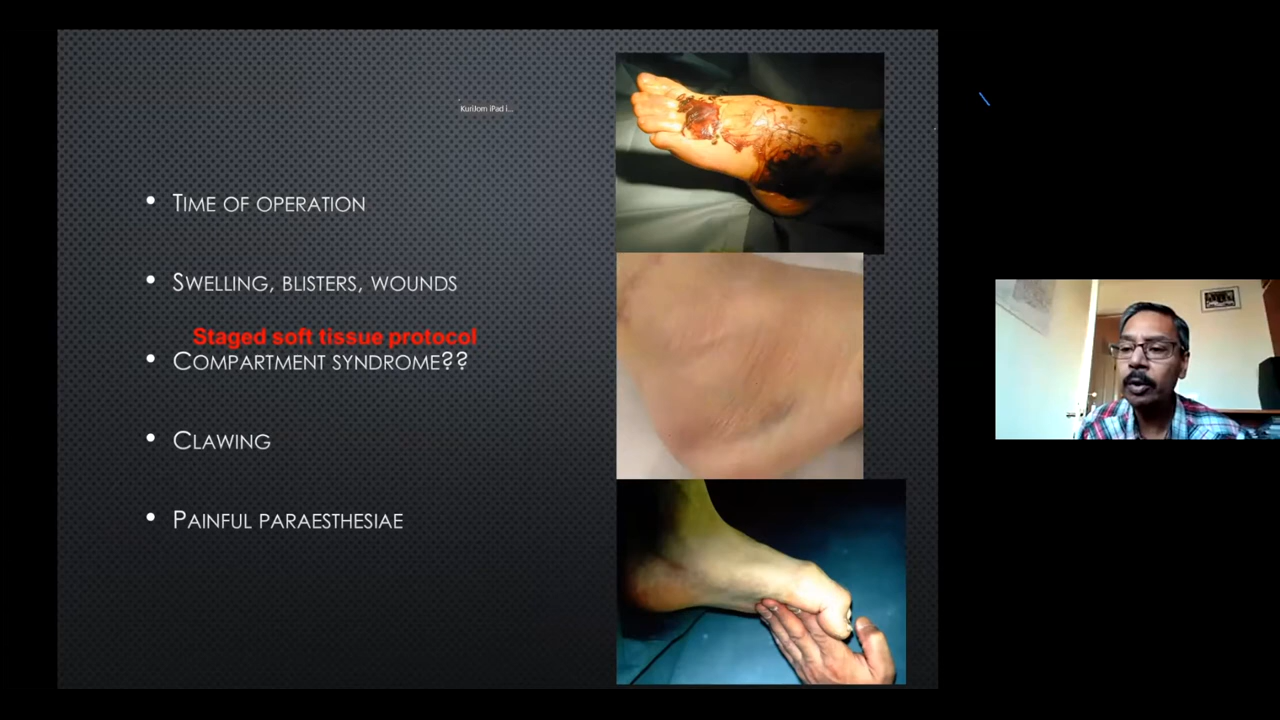 KuriJom iPad i...
• TIME OF OPERATION
• SWELLING, BLISTERS, WOUNDS
Staged soft tissue protocol
• COMPARTMENT SYNDROME??
• CLAWING
• PAINFUL PARAESTHESIAE